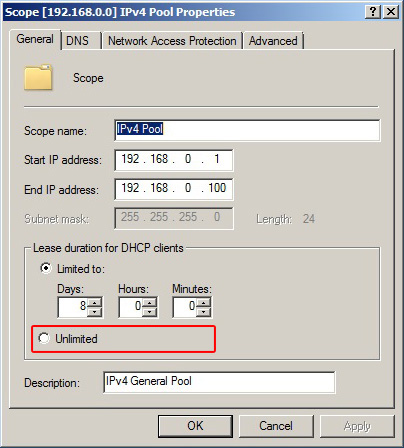 Scope [192.168.0.0] IPv4 Pool Properties
General DNS Network Access Protection Advanced
Scope
Scope name: IPv4 Pool
Start IP address: 192 . 168 . 0 . 1
End IP address: 192 . 168 . 0 . 100
Subnet mask: 255 . 255 . 255 . 0 Length: 24
Lease duration for DHCP clients
Limited to:
Days: Hours: Minutes:
8 0 0
Unlimited
Description: IPv4 General Pool
OK Cancel Apply